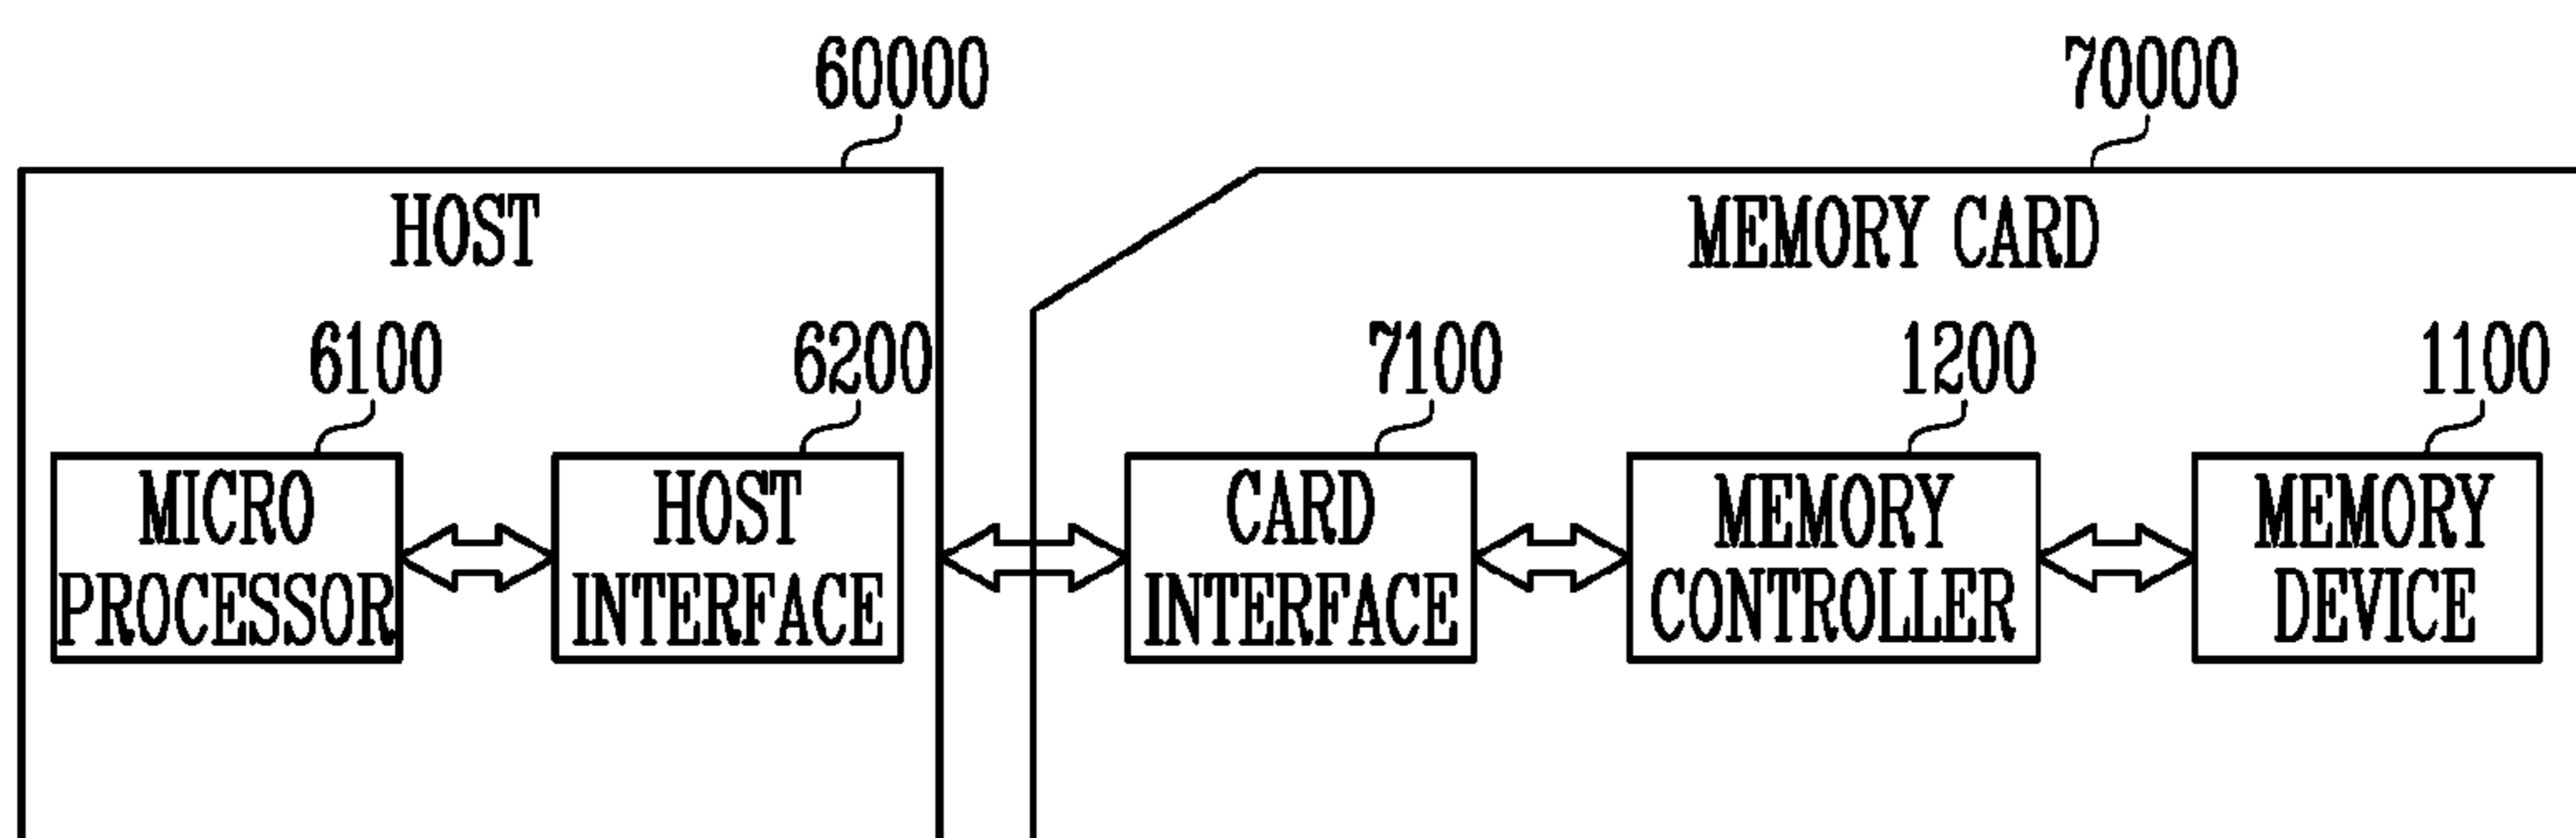 60000
70000
HOST
MEMORY CARD
6100
6200
7100
1200
1100
MICRO
PROCESSOR
HOST
INTERFACE
CARD
INTERFACE
MEMORY
CONTROLLER
MEMORY
DEVICE